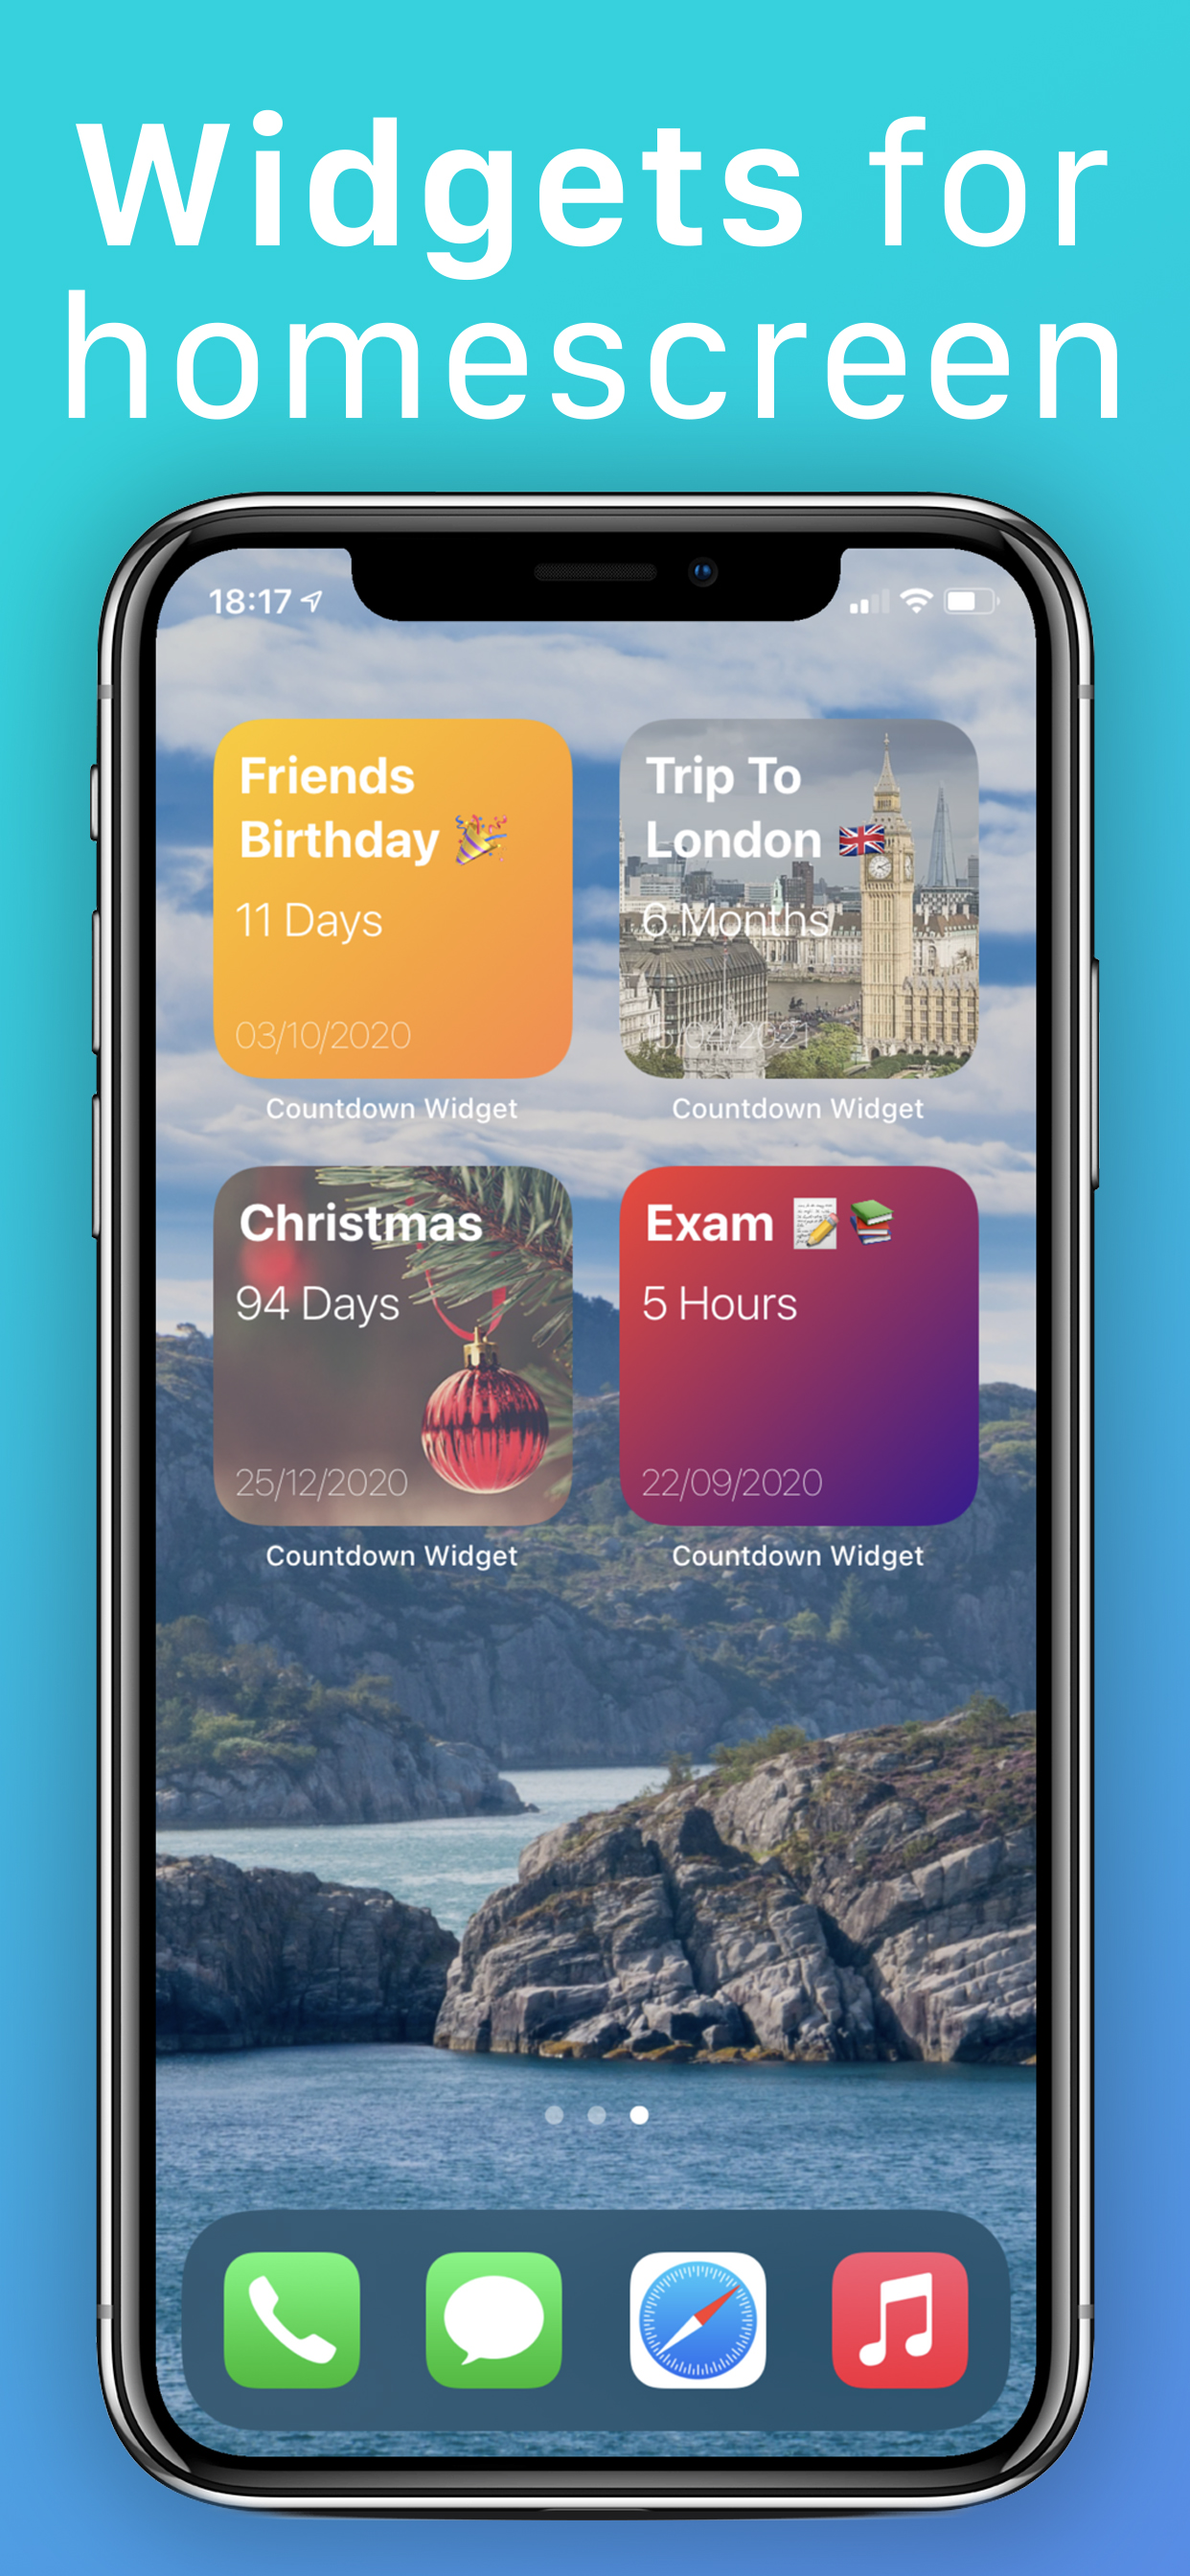 Widgets for
homescreen
18:17
Friends
Birthday 🎉
11 Days
03/10/2020
Countdown Widget
Trip To
London 🇬🇧
6 Months
5/04/2021
Countdown Widget
Christmas
94 Days
25/12/2020
Countdown Widget
Exam 📝 📚
5 Hours
22/09/2020
Countdown Widget